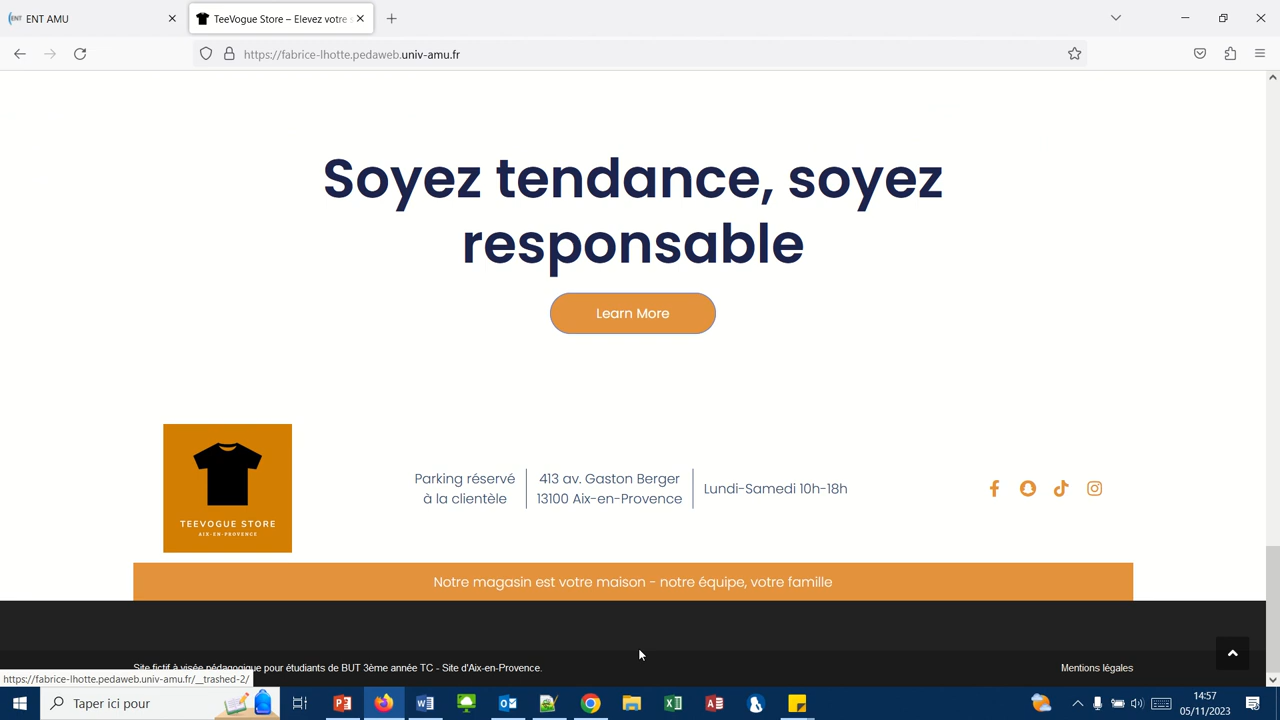 ENT
ENT AMU
TeeVogue Store – Elevez votre s
https://fabrice-lhotte.pedaweb.univ-amu.fr
Soyez tendance, soyez
responsable
Learn More
TEEVOGUE STORE
AIX-EN-PROVENCE
Parking réservé
à la clientèle
413 av. Gaston Berger
13100 Aix-en-Provence
Lundi-Samedi 10h-18h
Notre magasin est votre maison - notre équipe, votre famille
Site fictif à visée pédagogique pour étudiants de BUT 3ème année TC - Site d'Aix-en-Provence.
Mentions légales
https://fabrice-lhotte.pedaweb.univ-amu.fr/__trashed-2/
Taper ici pour
14:57
05/11/2023